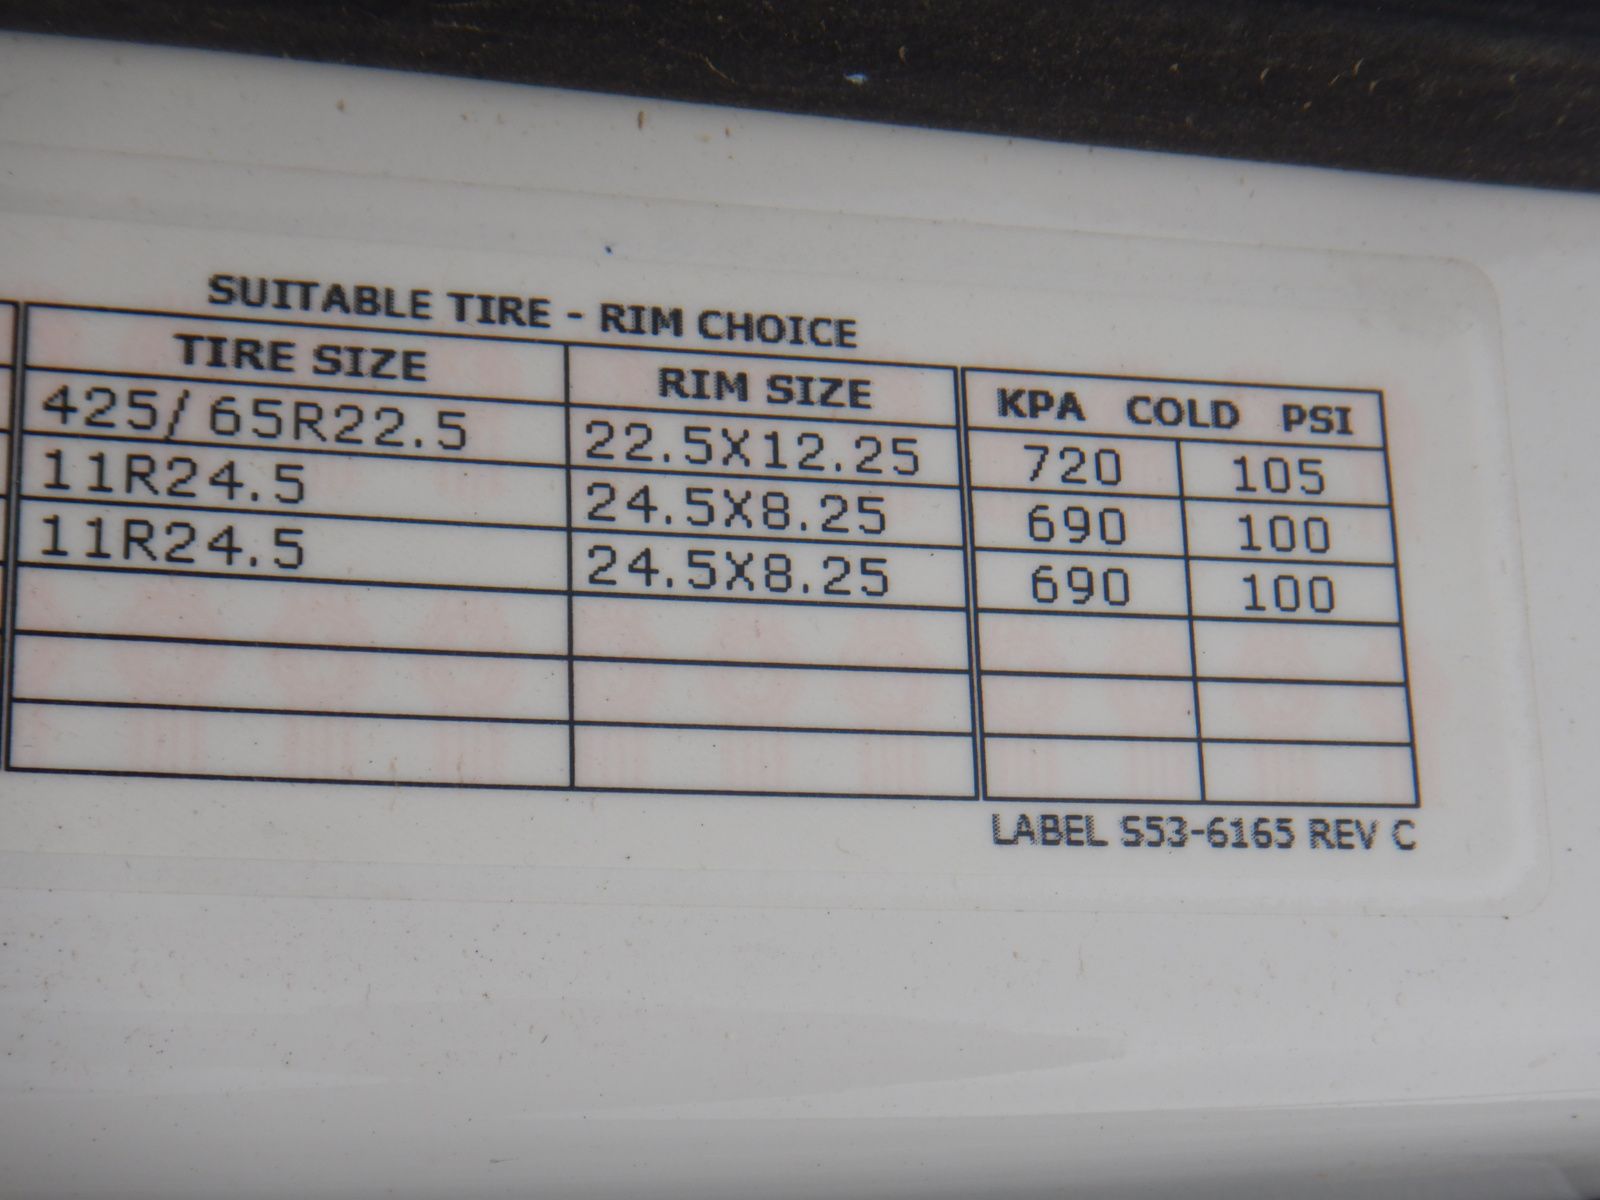 SUITABLE TIRE - RIM CHOICE
TIRE SIZE RIM SIZE KPA COLD PSI
425/65R22.5 22.5X12.25 720 105
11R24.5 24.5X8.25 690 100
11R24.5 24.5X8.25 690 100
LABEL S53-6165 REV C